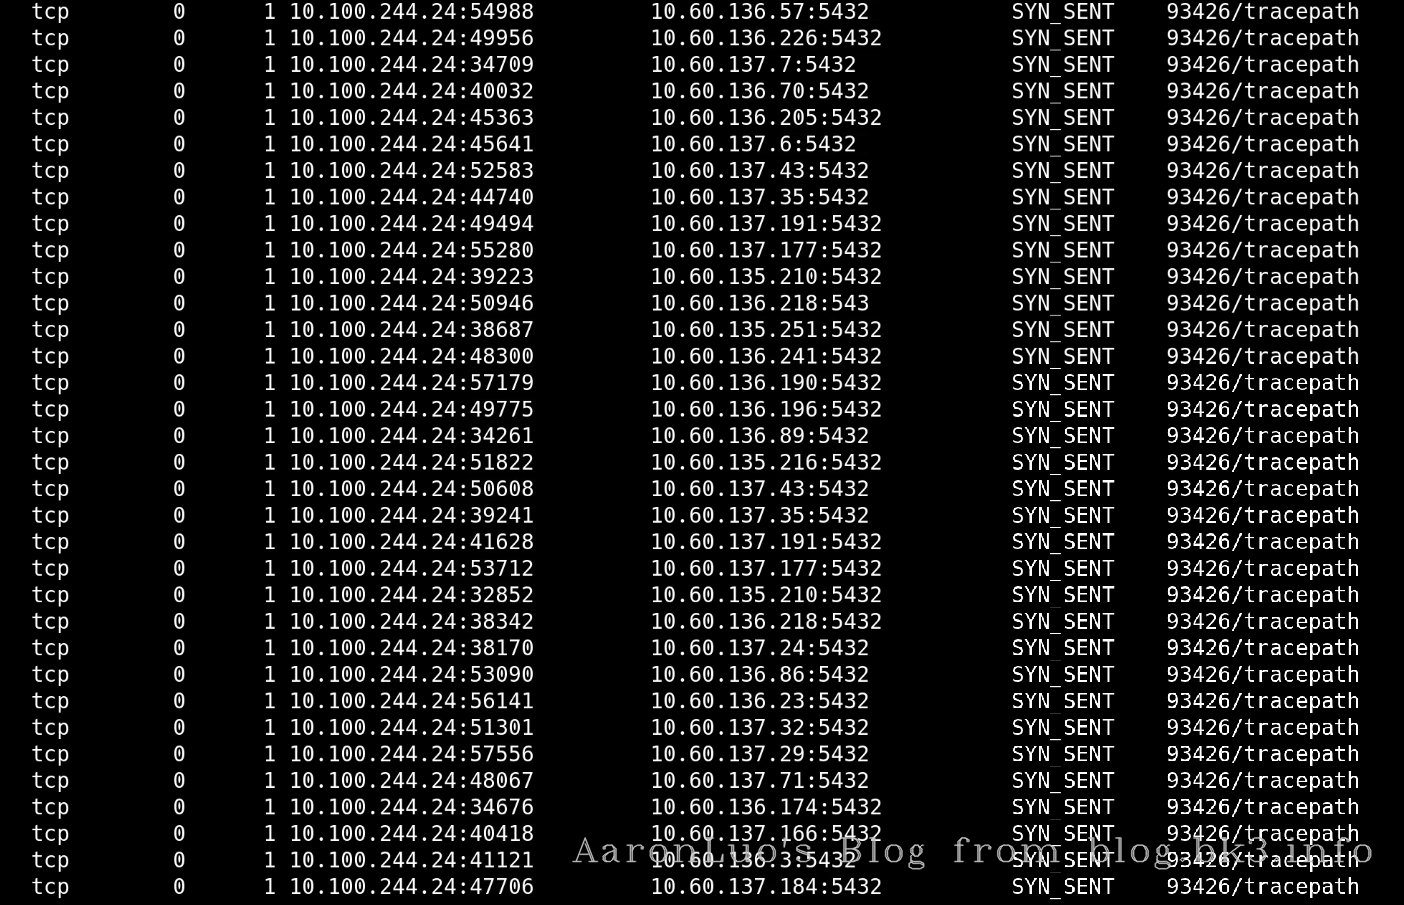 tcp 0 1 10.100.244.24:54988 10.60.136.57:5432 SYN_SENT 93426/tracepath
tcp 0 1 10.100.244.24:49956 10.60.136.226:5432 SYN_SENT 93426/tracepath
tcp 0 1 10.100.244.24:34709 10.60.137.7:5432 SYN_SENT 93426/tracepath
tcp 0 1 10.100.244.24:40032 10.60.136.70:5432 SYN_SENT 93426/tracepath
tcp 0 1 10.100.244.24:45363 10.60.136.205:5432 SYN_SENT 93426/tracepath
tcp 0 1 10.100.244.24:45641 10.60.137.6:5432 SYN_SENT 93426/tracepath
tcp 0 1 10.100.244.24:52583 10.60.137.43:5432 SYN_SENT 93426/tracepath
tcp 0 1 10.100.244.24:44740 10.60.137.35:5432 SYN_SENT 93426/tracepath
tcp 0 1 10.100.244.24:49494 10.60.137.191:5432 SYN_SENT 93426/tracepath
tcp 0 1 10.100.244.24:55280 10.60.137.177:5432 SYN_SENT 93426/tracepath
tcp 0 1 10.100.244.24:39223 10.60.135.210:5432 SYN_SENT 93426/tracepath
tcp 0 1 10.100.244.24:50946 10.60.136.218:543 SYN_SENT 93426/tracepath
tcp 0 1 10.100.244.24:38687 10.60.135.251:5432 SYN_SENT 93426/tracepath
tcp 0 1 10.100.244.24:48300 10.60.136.241:5432 SYN_SENT 93426/tracepath
tcp 0 1 10.100.244.24:57179 10.60.136.190:5432 SYN_SENT 93426/tracepath
tcp 0 1 10.100.244.24:49775 10.60.136.196:5432 SYN_SENT 93426/tracepath
tcp 0 1 10.100.244.24:34261 10.60.136.89:5432 SYN_SENT 93426/tracepath
tcp 0 1 10.100.244.24:51822 10.60.135.216:5432 SYN_SENT 93426/tracepath
tcp 0 1 10.100.244.24:50608 10.60.137.43:5432 SYN_SENT 93426/tracepath
tcp 0 1 10.100.244.24:39241 10.60.137.35:5432 SYN_SENT 93426/tracepath
tcp 0 1 10.100.244.24:41628 10.60.137.191:5432 SYN_SENT 93426/tracepath
tcp 0 1 10.100.244.24:53712 10.60.137.177:5432 SYN_SENT 93426/tracepath
tcp 0 1 10.100.244.24:32852 10.60.135.210:5432 SYN_SENT 93426/tracepath
tcp 0 1 10.100.244.24:38342 10.60.136.218:5432 SYN_SENT 93426/tracepath
tcp 0 1 10.100.244.24:38170 10.60.137.24:5432 SYN_SENT 93426/tracepath
tcp 0 1 10.100.244.24:53090 10.60.136.86:5432 SYN_SENT 93426/tracepath
tcp 0 1 10.100.244.24:56141 10.60.136.23:5432 SYN_SENT 93426/tracepath
tcp 0 1 10.100.244.24:51301 10.60.137.32:5432 SYN_SENT 93426/tracepath
tcp 0 1 10.100.244.24:57556 10.60.137.29:5432 SYN_SENT 93426/tracepath
tcp 0 1 10.100.244.24:48067 10.60.137.71:5432 SYN_SENT 93426/tracepath
tcp 0 1 10.100.244.24:34676 10.60.136.174:5432 SYN_SENT 93426/tracepath
tcp 0 1 10.100.244.24:40418 10.60.137.166:5432 SYN_SENT 93426/tracepath
AaronLuo's Blog from blog.bk3.info
tcp 0 1 10.100.244.24:41121 10.60.136.3:5432 SYN_SENT 93426/tracepath
tcp 0 1 10.100.244.24:47706 10.60.137.184:5432 SYN_SENT 93426/tracepath